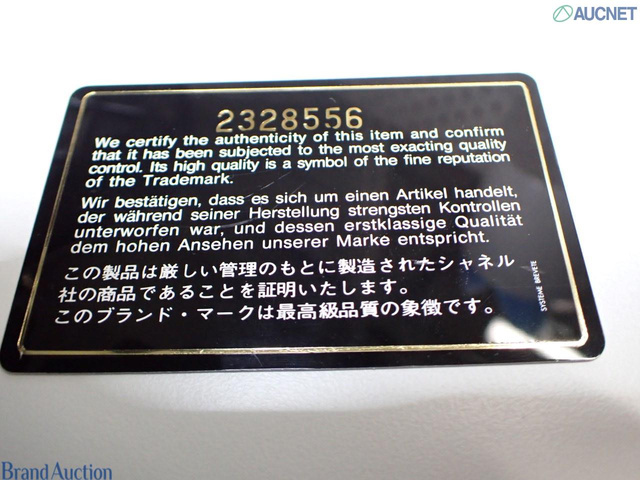 AUCNET
2328556
We certify the authenticity of this item and confirm
that it has been subjected to the most exacting quality
control. Its high quality is a symbol of the fine reputation
of the Trademark.
Wir bestätigen, dass es sich um einen Artikel handelt,
der während seiner Herstellung strengsten Kontrollen
unterworfen war, und dessen erstklassige Qualität
dem hohen Ansehen unserer Marke entspricht.
この製品は厳しい管理のもとに製造されたシャネル
社の商品であることを証明いたします。
このブランド・マークは最高級品質の象徴です。
SYSTEME BREVETE
Brand Auction